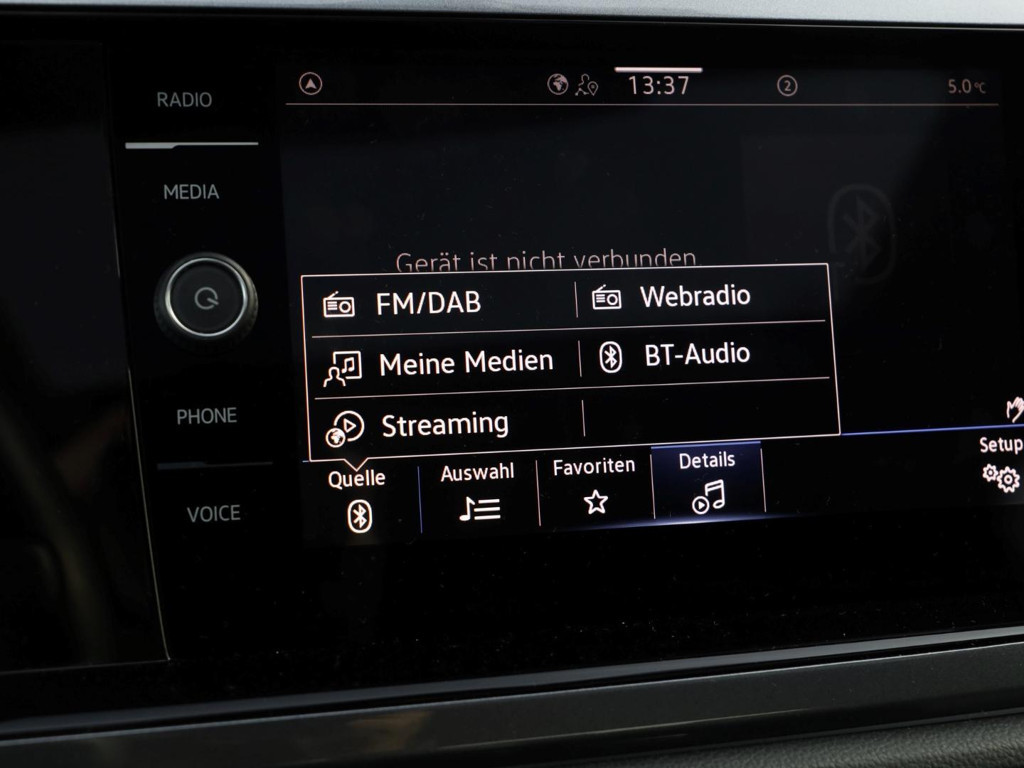 RADIO
MEDIA
PHONE
VOICE
13:37
2
5.0°C
Gerät ist nicht verbunden.
FM/DAB
Webradio
Meine Medien
BT-Audio
Streaming
Quelle
Auswahl
Favoriten
Details
Setup